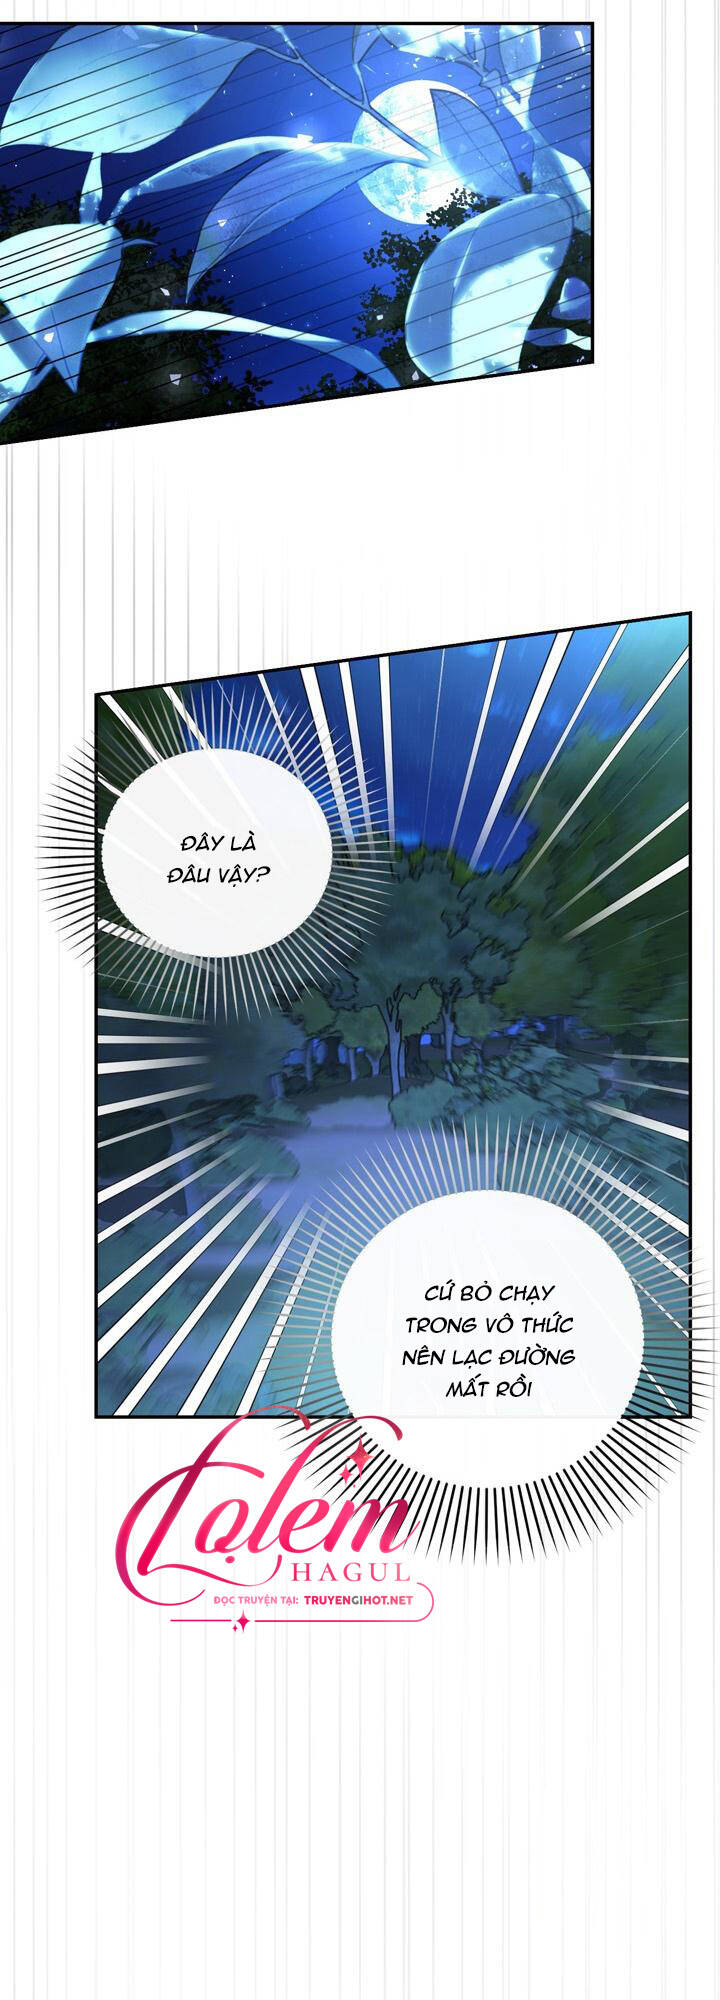 ĐÂY LÀ
ĐÂU VẬY?
CỨ BỎ CHẠY
TRONG VÔ THỨC
NÊN LẠC ĐƯỜNG
MẤT RỒI
Lọlem
HAGUL
ĐỌC TRUYỆN TẠI: TRUYENGIHOT.NET